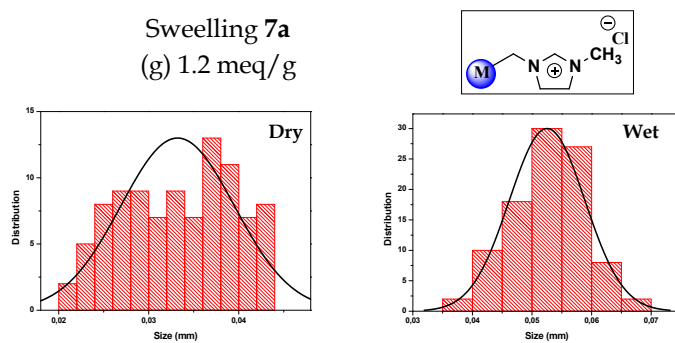 Sweelling 7a
(g) 1.2 meq/g
⊖
Cl
M
N
⊕
N
CH3
Dry
Distribution
15
10
5
0
0,02
0,03
0,04
Size (mm)
Wet
Distribution
30
25
20
15
10
5
0
0,03
0,04
0,05
0,06
0,07
Size (mm)